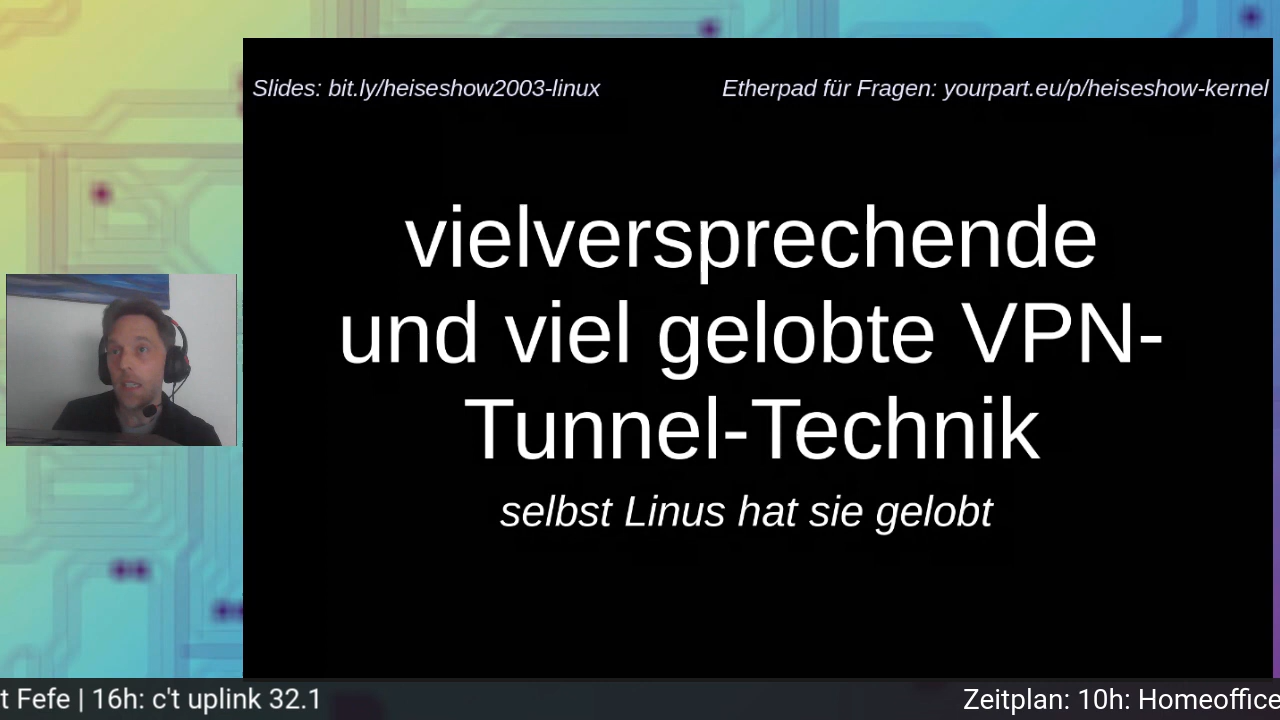 Slides: bit.ly/heiseshow2003-linux
Etherpad für Fragen: yourpart.eu/p/heiseshow-kernel
vielversprechende
und viel gelobte VPN-
Tunnel-Technik
selbst Linus hat sie gelobt
t Fefe | 16h: c't uplink 32.1
Zeitplan: 10h: Homeoffice